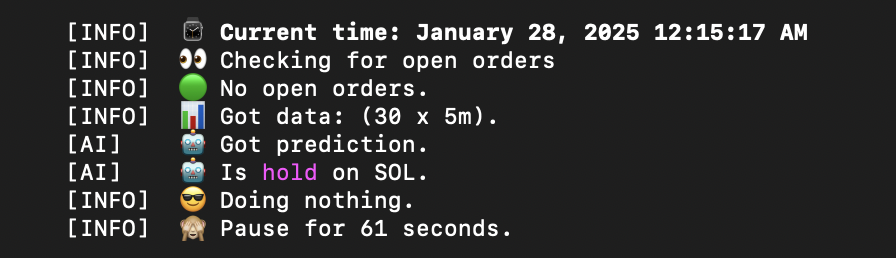 [INFO] ⌚ Current time: January 28, 2025 12:15:17 AM
[INFO] 👀 Checking for open orders
[INFO] 🟢 No open orders.
[INFO] 📊 Got data: (30 x 5m).
[AI] 🤖 Got prediction.
[AI] 🤖 Is hold on SOL.
[INFO] 😎 Doing nothing.
[INFO] 🙈 Pause for 61 seconds.